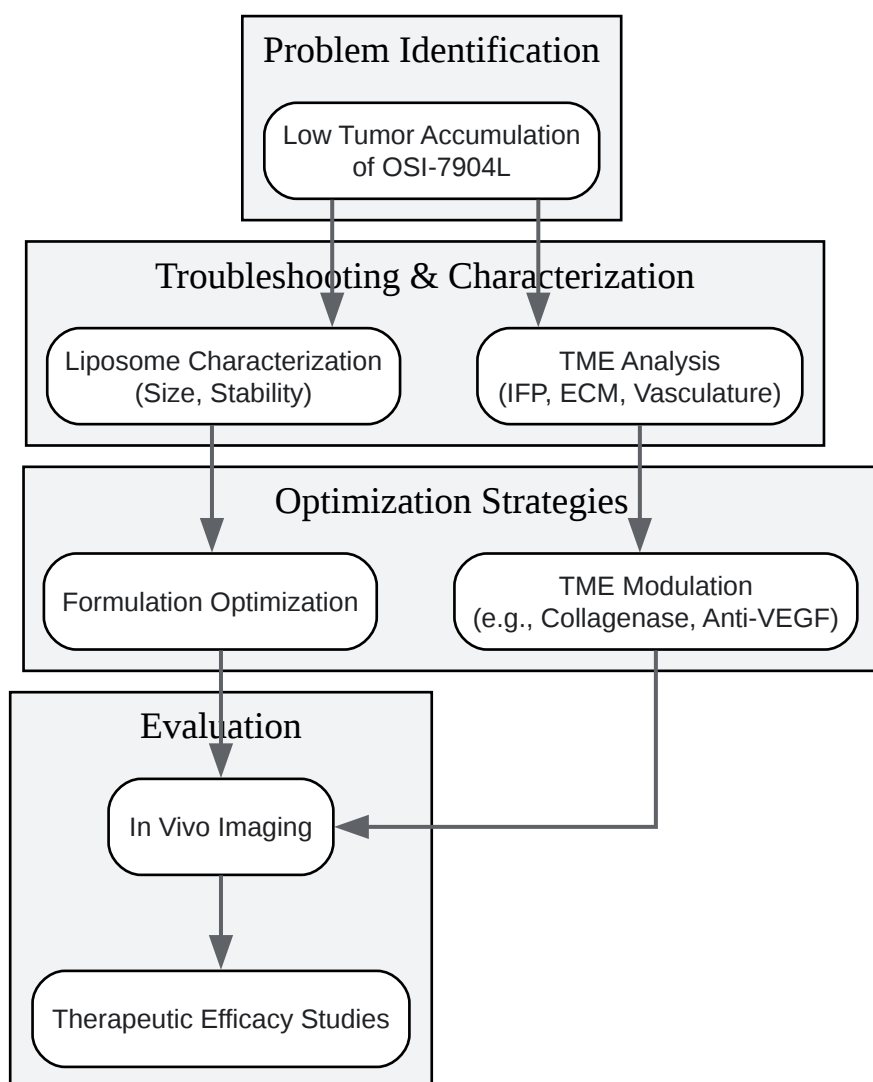 Problem Identification
Low Tumor Accumulation
of OSI-7904L
Troubleshooting & Characterization
Liposome Characterization
(Size, Stability)
TME Analysis
(IFP, ECM, Vasculature)
Optimization Strategies
Formulation Optimization
TME Modulation
(e.g., Collagenase, Anti-VEGF)
Evaluation
In Vivo Imaging
Therapeutic Efficacy Studies